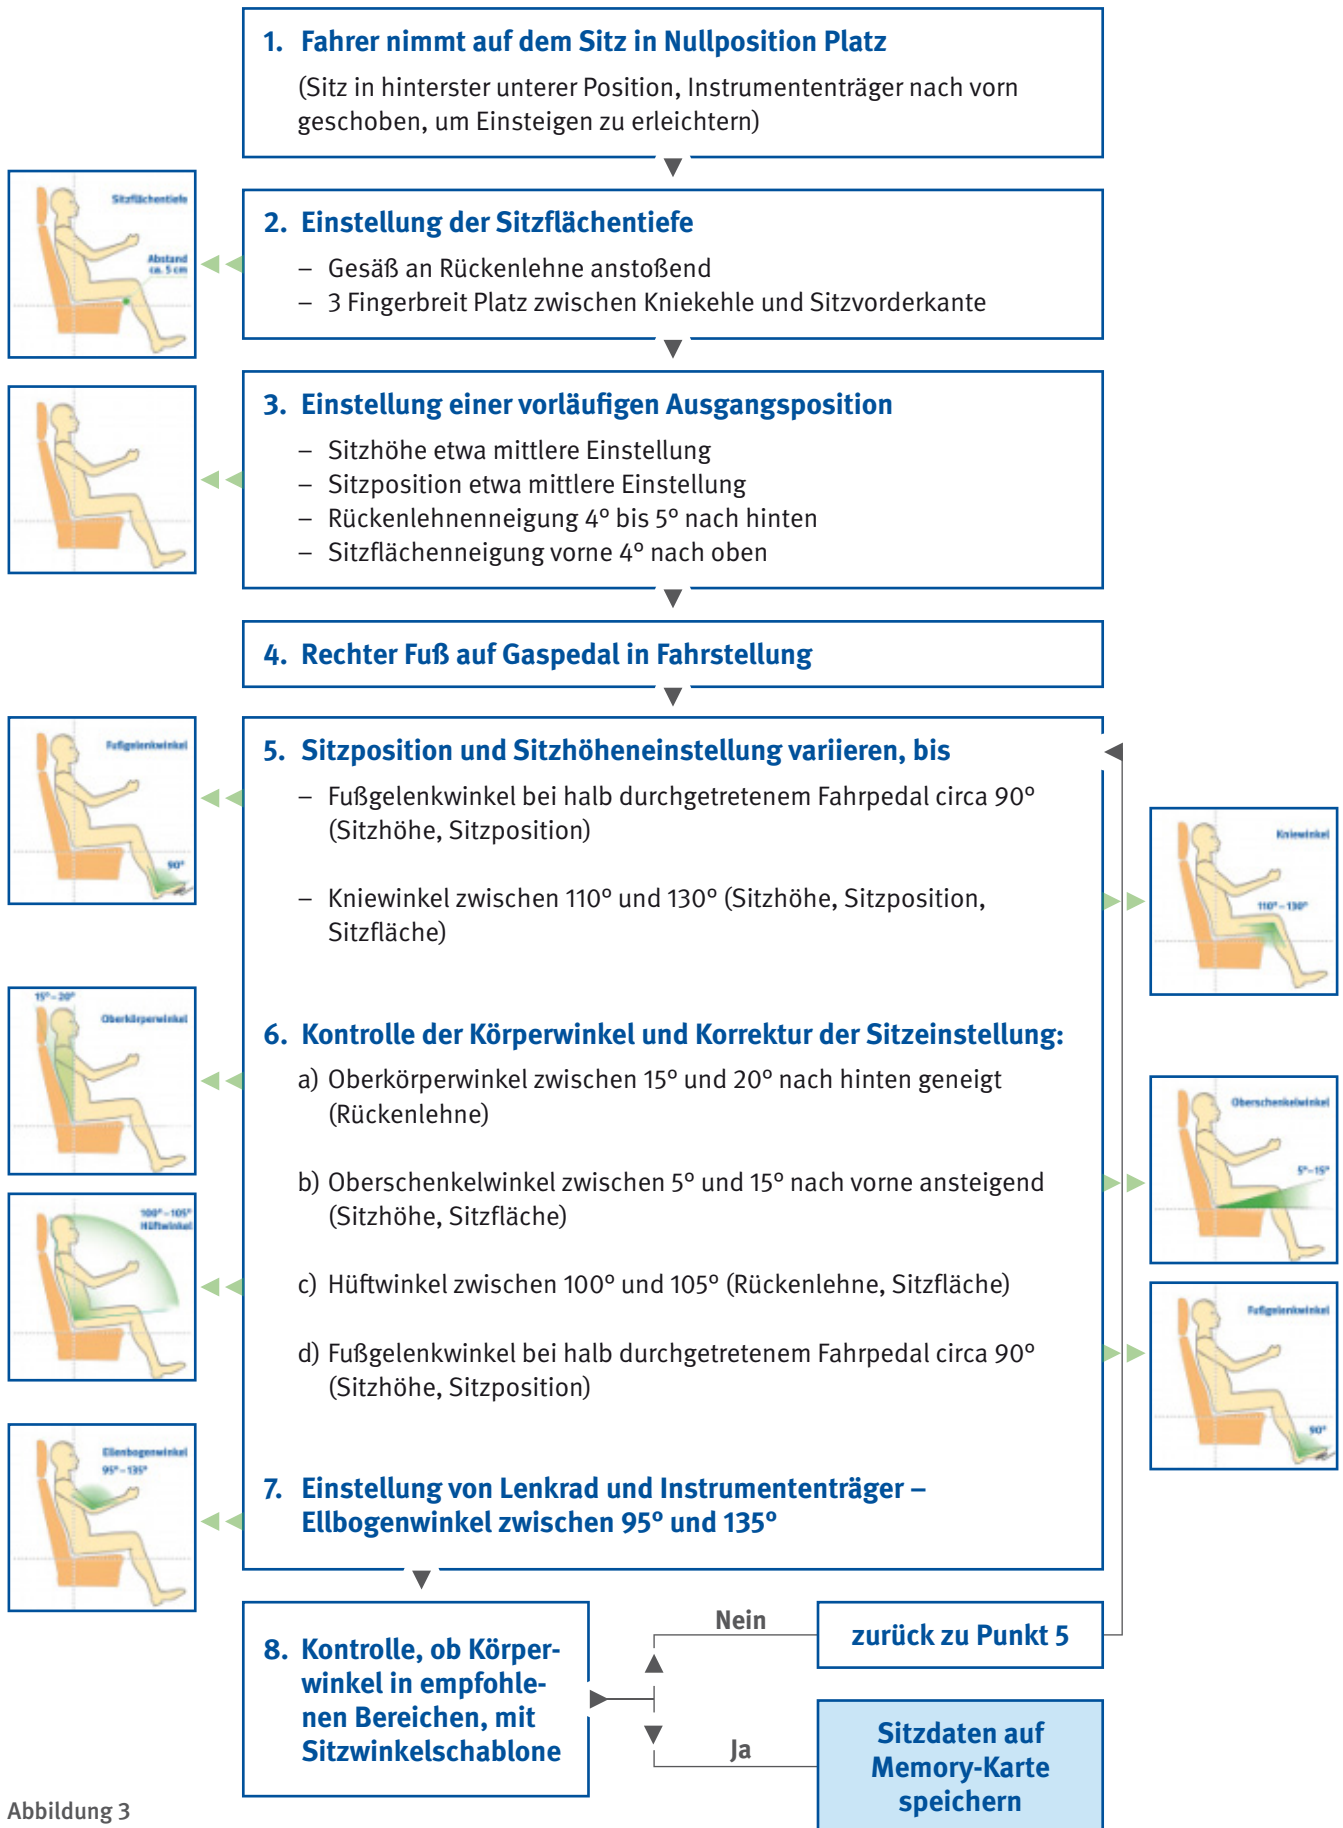 1. Fahrer nimmt auf dem Sitz in Nullposition Platz
(Sitz in hinterster unterer Position, Instrumententräger nach vorn
geschoben, um Einsteigen zu erleichtern)
Sitzflächentiefe
Abstand
ca. 5 cm
2. Einstellung der Sitzflächentiefe
– Gesäß an Rückenlehne anstoßend
– 3 Fingerbreit Platz zwischen Kniekehle und Sitzvorderkante
3. Einstellung einer vorläufigen Ausgangsposition
– Sitzhöhe etwa mittlere Einstellung
– Sitzposition etwa mittlere Einstellung
– Rückenlehnenneigung 4° bis 5° nach hinten
– Sitzflächenneigung vorne 4° nach oben
4. Rechter Fuß auf Gaspedal in Fahrstellung
Fußgelenkwinkel
90°
5. Sitzposition und Sitzhöheneinstellung variieren, bis
– Fußgelenkwinkel bei halb durchgetretenem Fahrpedal circa 90°
(Sitzhöhe, Sitzposition)
– Kniewinkel zwischen 110° und 130° (Sitzhöhe, Sitzposition,
Sitzfläche)
Kniewinkel
110° – 130°
15° – 20°
Oberkörperwinkel
6. Kontrolle der Körperwinkel und Korrektur der Sitzeinstellung:
a) Oberkörperwinkel zwischen 15° und 20° nach hinten geneigt
(Rückenlehne)
b) Oberschenkelwinkel zwischen 5° und 15° nach vorne ansteigend
(Sitzhöhe, Sitzfläche)
Oberschenkelwinkel
5°–15°
100° – 105°
Hüftwinkel
c) Hüftwinkel zwischen 100° und 105° (Rückenlehne, Sitzfläche)
d) Fußgelenkwinkel bei halb durchgetretenem Fahrpedal circa 90°
(Sitzhöhe, Sitzposition)
Fußgelenkwinkel
90°
Ellenbogenwinkel
95° – 135°
7. Einstellung von Lenkrad und Instrumententräger –
Ellbogenwinkel zwischen 95° und 135°
8. Kontrolle, ob Körper-
winkel in empfohle-
nen Bereichen, mit
Sitzwinkelschablone
Nein
zurück zu Punkt 5
Ja
Sitzdaten auf
Memory-Karte
speichern
Abbildung 3